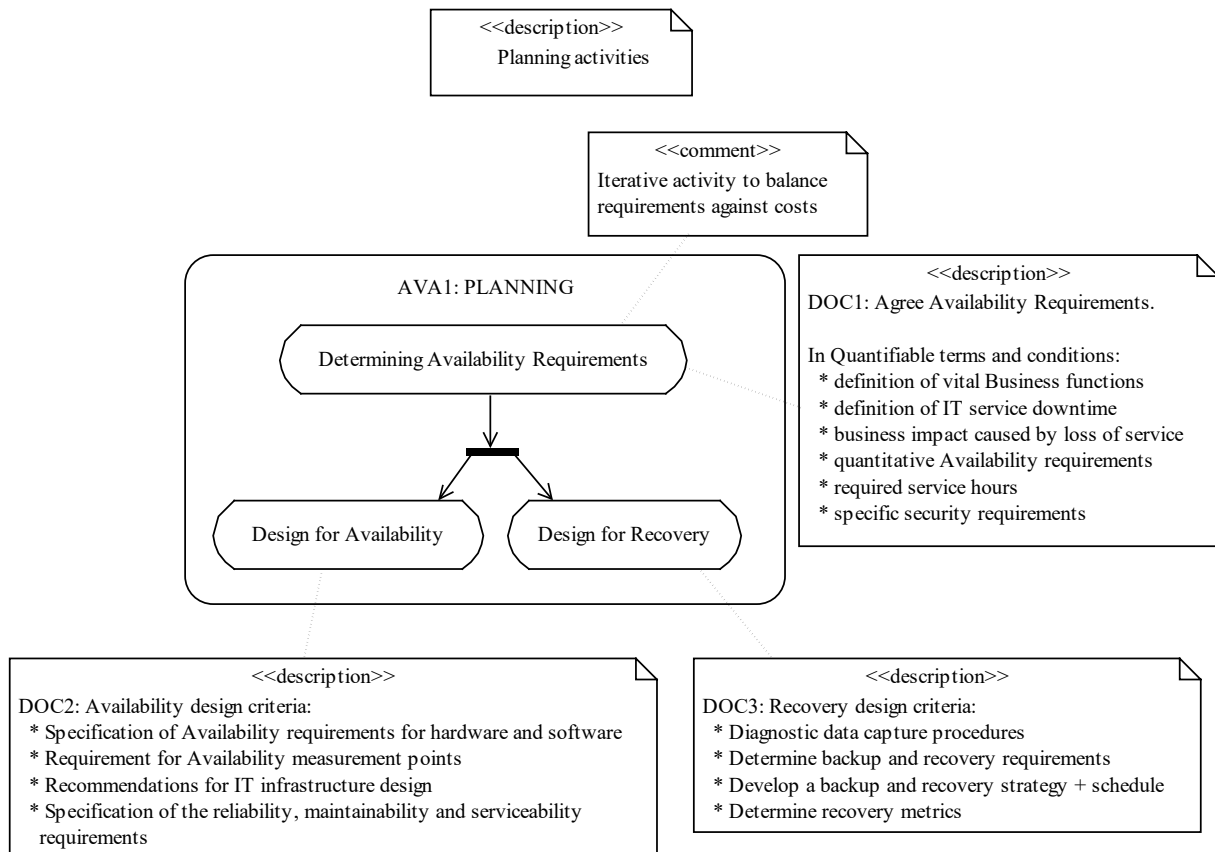 <<description>>
Planning activities
<<comment>>
Iterative activity to balance
requirements against costs
AVA1: PLANNING
Determining Availability Requirements
Design for Availability
Design for Recovery
<<description>>
DOC1: Agree Availability Requirements.
In Quantifiable terms and conditions:
* definition of vital Business functions
* definition of IT service downtime
* business impact caused by loss of service
* quantitative Availability requirements
* required service hours
* specific security requirements
<<description>>
DOC2: Availability design criteria:
* Specification of Availability requirements for hardware and software
* Requirement for Availability measurement points
* Recommendations for IT infrastructure design
* Specification of the reliability, maintainability and serviceability
requirements
<<description>>
DOC3: Recovery design criteria:
* Diagnostic data capture procedures
* Determine backup and recovery requirements
* Develop a backup and recovery strategy + schedule
* Determine recovery metrics